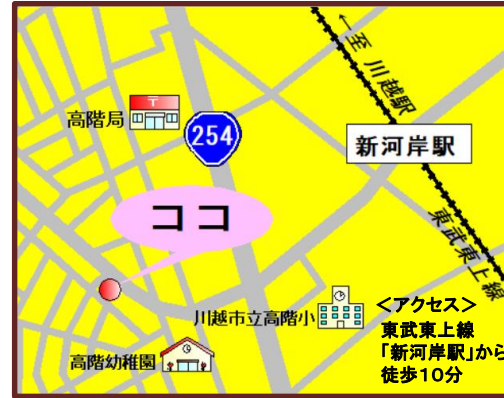 ←至 川越駅
高階局
〒
254
新河岸駅
ココ
東武東上線
川越市立高階小
高階幼稚園
<アクセス>
東武東上線
「新河岸駅」から
徒歩10分